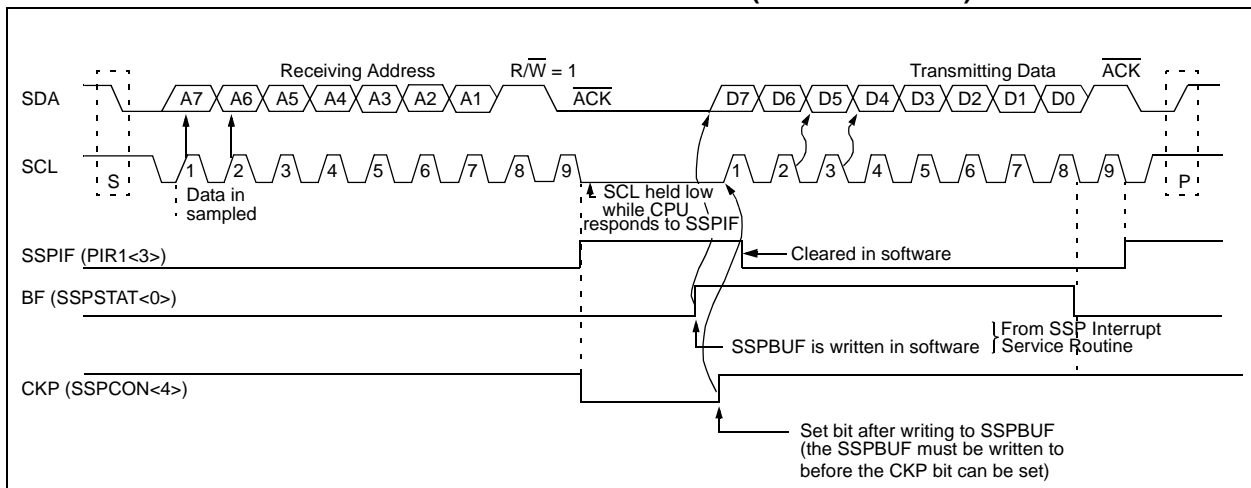 Receiving Address R/W = 1 Transmitting Data ACK
SDA A7 A6 A5 A4 A3 A2 A1 ACK D7 D6 D5 D4 D3 D2 D1 D0
SCL S 1 2 3 4 5 6 7 8 9 1 2 3 4 5 6 7 8 9 P
Data in
sampled
SCL held low
while CPU
responds to SSPIF
SSPIF (PIR1<3>)
Cleared in software
BF (SSPSTAT<0>)
SSPBUF is written in software
From SSP Interrupt
Service Routine
CKP (SSPCON<4>)
Set bit after writing to SSPBUF
(the SSPBUF must be written to
before the CKP bit can be set)